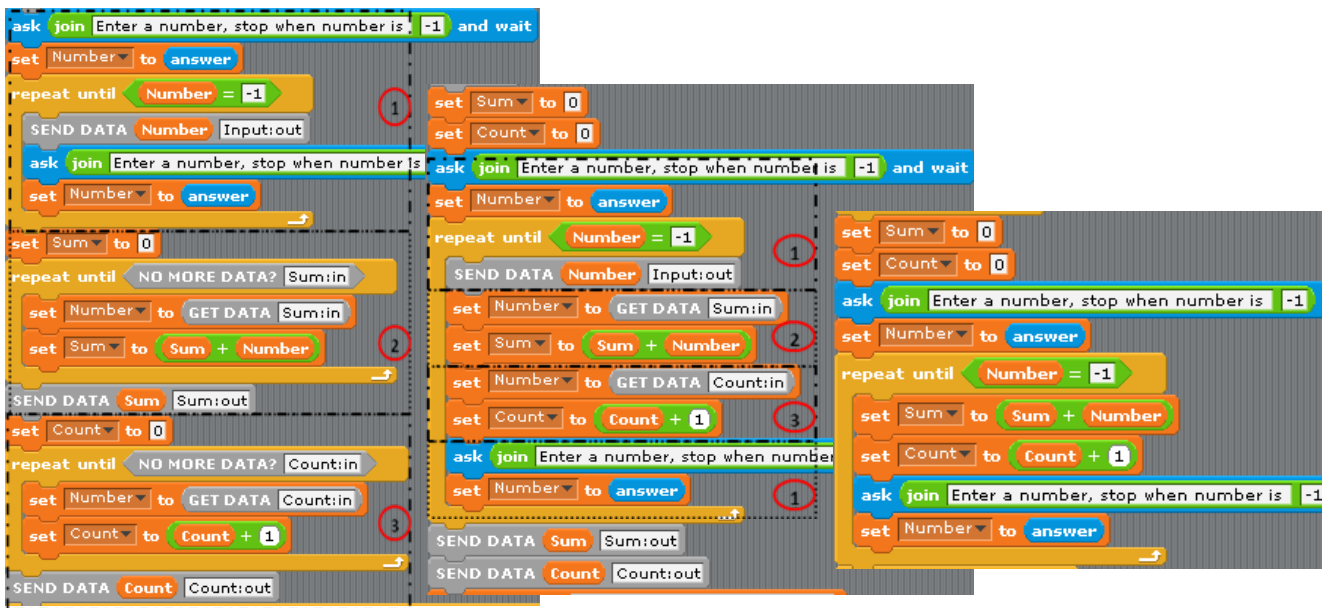 ask join Enter a number, stop when number is -1 and wait
set Number to answer
repeat until Number = -1
1
SEND DATA Number Input:out
ask join Enter a number, stop when number is
set Number to answer
set Sum to 0
repeat until NO MORE DATA? Sum:in
set Number to GET DATA Sum:in
set Sum to Sum + Number
2
SEND DATA Sum Sum:out
set Count to 0
repeat until NO MORE DATA? Count:in
set Number to GET DATA Count:in
set Count to Count + 1
3
SEND DATA Count Count:out
set Sum to 0
set Count to 0
ask join Enter a number, stop when number is -1 and wait
set Number to answer
repeat until Number = -1
1
SEND DATA Number Input:out
set Number to GET DATA Sum:in
set Sum to Sum + Number
2
set Number to GET DATA Count:in
set Count to Count + 1
3
ask join Enter a number, stop when number
set Number to answer
1
SEND DATA Sum Sum:out
SEND DATA Count Count:out
set Sum to 0
set Count to 0
ask join Enter a number, stop when number is -1
set Number to answer
repeat until Number = -1
set Sum to Sum + Number
set Count to Count + 1
ask join Enter a number, stop when number is -1
set Number to answer